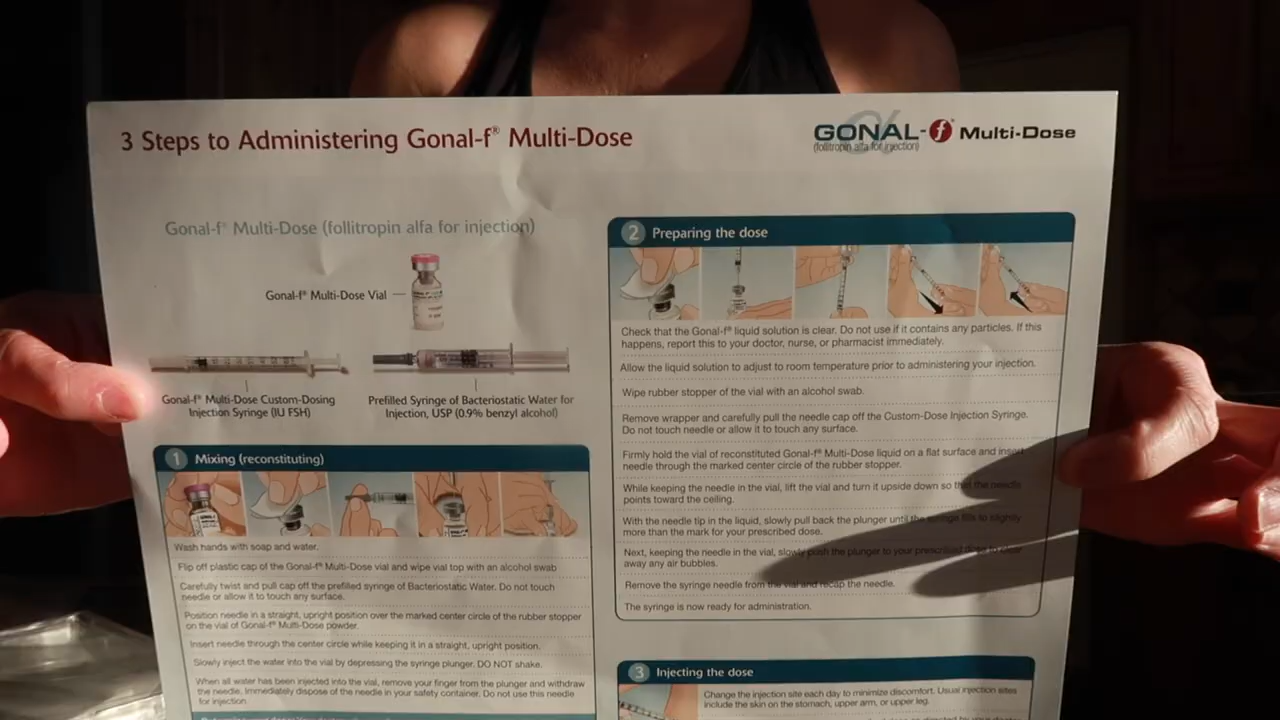 3 Steps to Administering Gonal-f® Multi-Dose
GONAL-f® Multi-Dose
(follitropin alfa for injection)
Gonal-f® Multi-Dose (follitropin alfa for injection)
Gonal-f® Multi-Dose Vial
Gonal-f® Multi-Dose Custom-Dosing
Injection Syringe (IU FSH)
Prefilled Syringe of Bacteriostatic Water for
Injection, USP (0.9% benzyl alcohol)
1 Mixing (reconstituting)
Wash hands with soap and water.
Flip off plastic cap of the Gonal-f® Multi-Dose vial and wipe vial top with an alcohol swab
Carefully twist and pull cap off the prefilled syringe of Bacteriostatic Water. Do not touch
needle or allow it to touch any surface.
Position needle in a straight, upright position over the marked center circle of the rubber stopper
on the vial of Gonal-f® Multi-Dose powder.
Insert needle through the center circle while keeping it in a straight, upright position.
Slowly inject the water into the vial by depressing the syringe plunger. DO NOT shake.
When all water has been injected into the vial, remove your finger from the plunger and withdraw
the needle. Immediately dispose of the needle in your safety container. Do not use this needle
for injection.
2 Preparing the dose
Check that the Gonal-f® liquid solution is clear. Do not use if it contains any particles. If this
happens, report this to your doctor, nurse, or pharmacist immediately.
Allow the liquid solution to adjust to room temperature prior to administering your injection.
Wipe rubber stopper of the vial with an alcohol swab.
Remove wrapper and carefully pull the needle cap off the Custom-Dose Injection Syringe.
Do not touch needle or allow it to touch any surface.
Firmly hold the vial of reconstituted Gonal-f® Multi-Dose liquid on a flat surface and insert
needle through the marked center circle of the rubber stopper.
While keeping the needle in the vial, lift the vial and turn it upside down so that the needle
points toward the ceiling.
With the needle tip in the liquid, slowly pull back the plunger until the syringe fills to slightly
more than the mark for your prescribed dose.
Next, keeping the needle in the vial, slowly push the plunger to your prescribed dose to clear
away any air bubbles.
Remove the syringe needle from the vial and recap the needle.
The syringe is now ready for administration.
3 Injecting the dose
Change the injection site each day to minimize discomfort. Usual injection sites
include the skin on the stomach, upper arm, or upper leg.